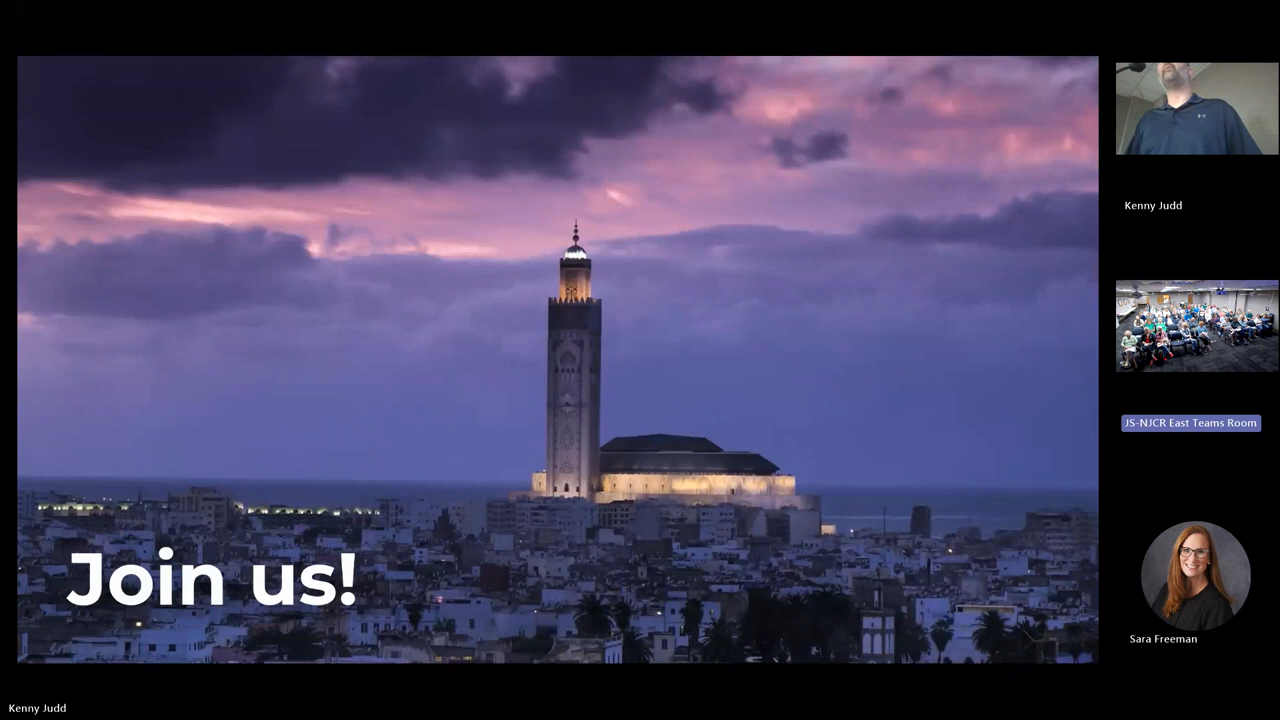 Join us!
Kenny Judd
JS-NJCR East Teams Room
Sara Freeman
Kenny Judd